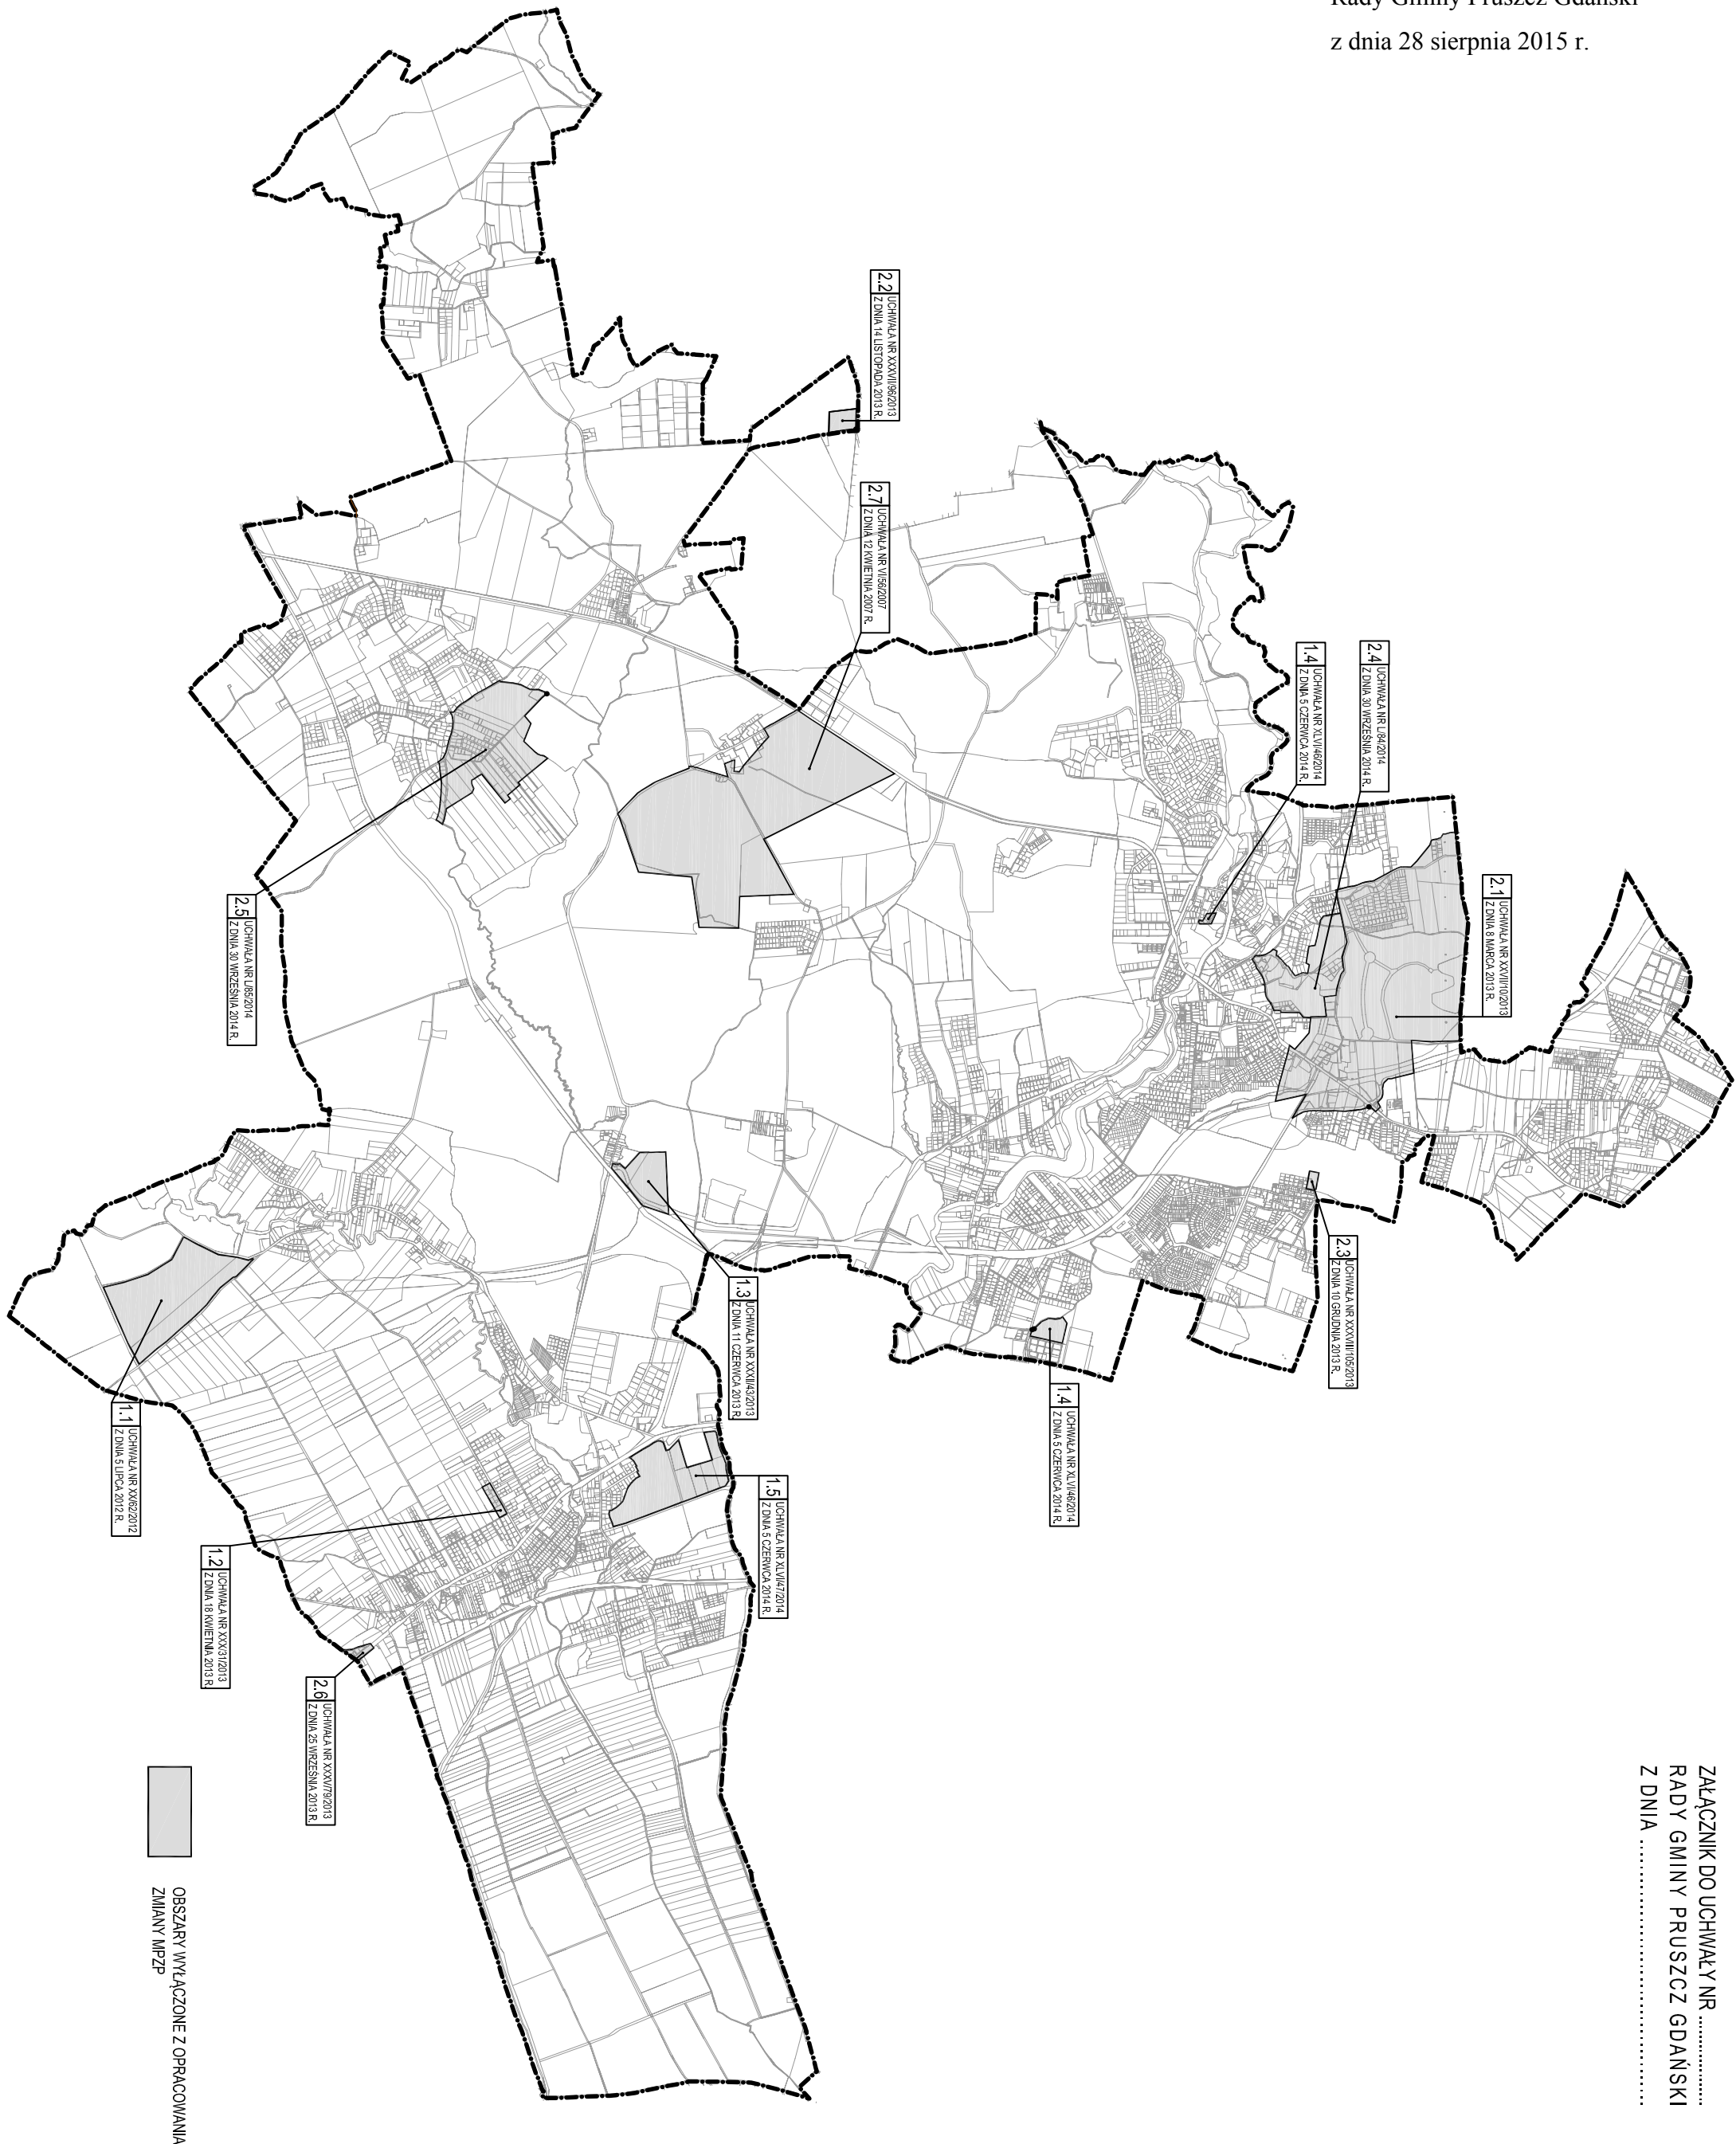 Rady Gminy Pruszcz Gdański
z dnia 28 sierpnia 2015 r.
ZAŁĄCZNIK DO UCHWAŁY NR ................
RADY GMINY PRUSZCZ GDAŃSKI
Z DNIA ................................
2.2 UCHWAŁA NR XXXVII/96/2013
Z DNIA 14 LISTOPADA 2013 R.
2.7 UCHWAŁA NR VI/56/2007
Z DNIA 12 KWIETNIA 2007 R.
1.4 UCHWAŁA NR XLVI/46/2014
Z DNIA 5 CZERWCA 2014 R.
2.4 UCHWAŁA NR L/84/2014
Z DNIA 30 WRZEŚNIA 2014 R.
2.1 UCHWAŁA NR XXVIII/10/2013
Z DNIA 8 MARCA 2013 R.
2.5 UCHWAŁA NR L/85/2014
Z DNIA 30 WRZEŚNIA 2014 R.
2.3 UCHWAŁA NR XXXVIII/105/2013
Z DNIA 10 GRUDNIA 2013 R.
1.3 UCHWAŁA NR XXXII/43/2013
Z DNIA 11 CZERWCA 2013 R.
1.4 UCHWAŁA NR XLVI/46/2014
Z DNIA 5 CZERWCA 2014 R.
1.1 UCHWAŁA NR XX/62/2012
Z DNIA 5 LIPCA 2012 R.
1.5 UCHWAŁA NR XLVI/47/2014
Z DNIA 5 CZERWCA 2014 R.
1.2 UCHWAŁA NR XXX/31/2013
Z DNIA 18 KWIETNIA 2013 R.
2.6 UCHWAŁA NR XXXV/79/2013
Z DNIA 25 WRZEŚNIA 2013 R.
OBSZARY WYŁĄCZONE Z OPRACOWANIA
ZMIANY MPZP